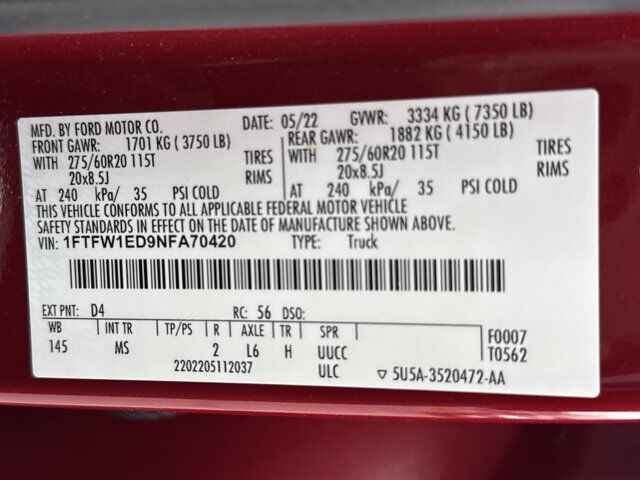 MFD. BY FORD MOTOR CO. DATE: 05/22 GVWR: 3334 KG ( 7350 LB)
FRONT GAWR: 1701 KG ( 3750 LB) REAR GAWR: 1882 KG ( 4150 LB)
WITH 275/60R20 115T TIRES WITH 275/60R20 115T TIRES
20x8.5J RIMS 20x8.5J RIMS
AT 240 kPa/ 35 PSI COLD AT 240 kPa/ 35 PSI COLD
THIS VEHICLE CONFORMS TO ALL APPLICABLE FEDERAL MOTOR VEHICLE
SAFETY STANDARDS IN EFFECT ON THE DATE OF MANUFACTURE SHOWN ABOVE.
VIN: 1FTFW1ED9NFA70420 TYPE: Truck
EXT PNT: D4 RC: 56 DSO:
WB INT TR TP/PS R AXLE TR SPR F0007
145 MS 2 L6 H UUCC T0562
2202205112037 ULC ▽ 5U5A-3520472-AA